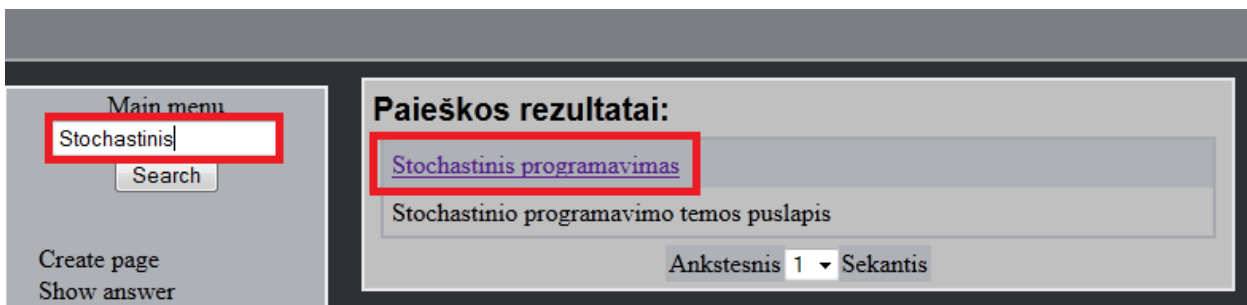 Main menu
Stochastinis
Search
Create page
Show answer
Paieškos rezultatai:
Stochastinis programavimas
Stochastinio programavimo temos puslapis
Ankstesnis 1 Sekantis